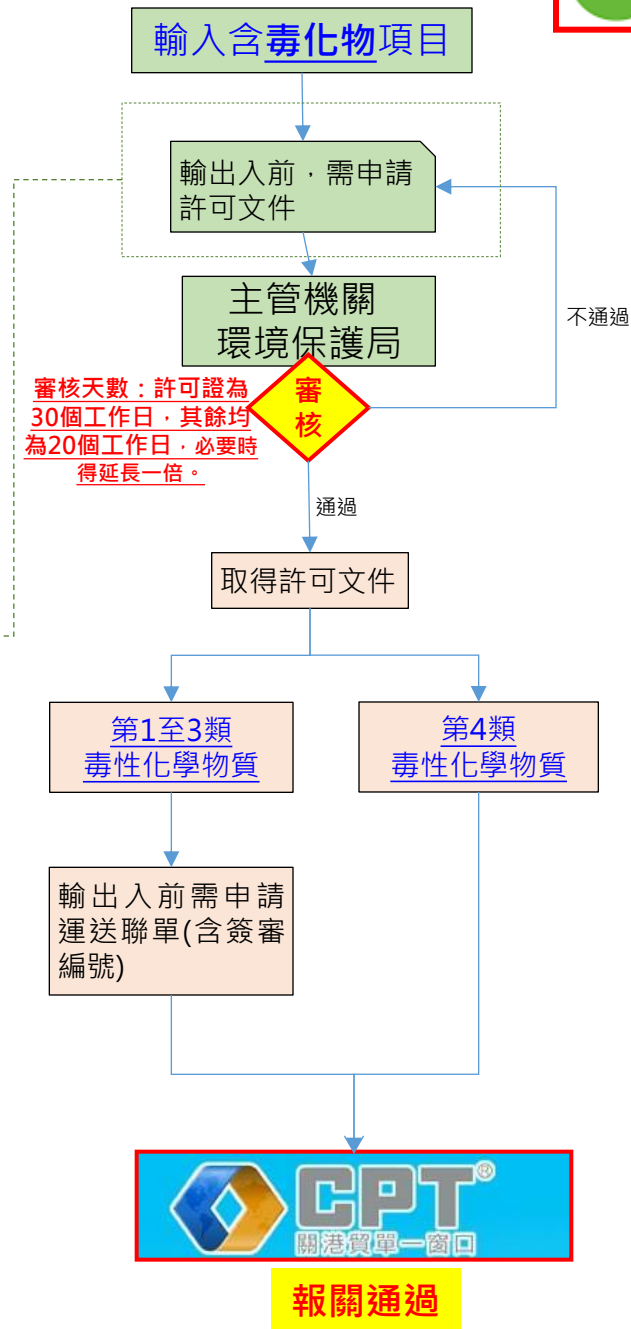 輸入含毒化物項目
輸出入前，需申請
許可文件
主管機關
環境保護局
不通過
審核天數：許可證為
30個工作日，其餘均
為20個工作日，必要時
得延長一倍。
審
核
通過
取得許可文件
第1至3類
毒性化學物質
第4類
毒性化學物質
輸出入前需申請
運送聯單(含簽審
編號)
CPT®
關港貿單一窗口
報關通過